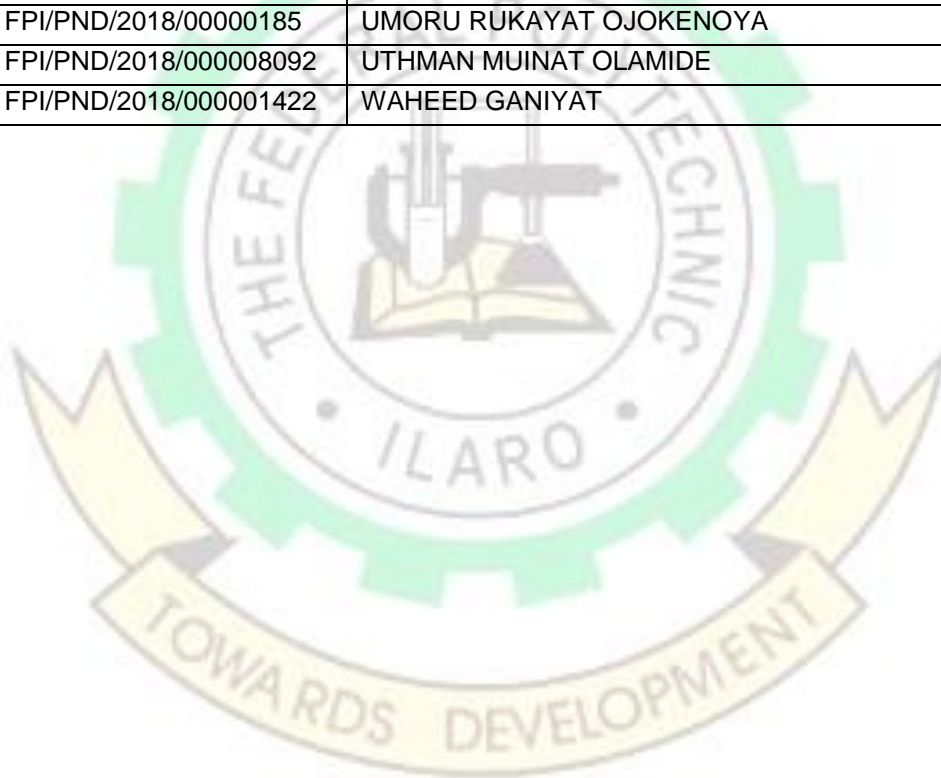 FPI/PND/2018/00000185 UMORU RUKAYAT OJOKENOYA
FPI/PND/2018/000008092 UTHMAN MUINAT OLAMIDE
FPI/PND/2018/000001422 WAHEED GANIYAT
THE FEDERAL POLYTECHNIC
• ILARO •
TOWARDS DEVELOPMENT